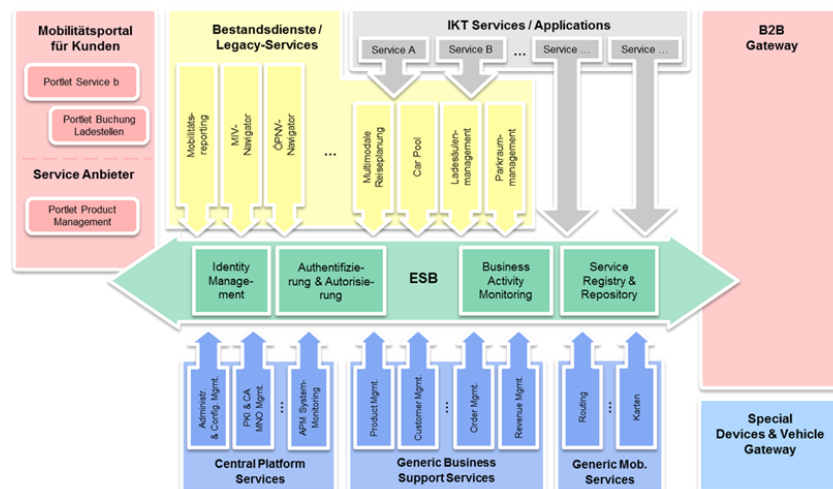 Mobilitätsportal
für Kunden
Portlet Service b
Portlet Buchung
Ladestellen
Service Anbieter
Portlet Product
Management
Bestandsdienste /
Legacy-Services
Mobilitäts-
reporting
MIV-
Navigator
ÖPNV-
Navigator
...
Multimodale
Reiseplanung
Car Pool
Ladesäulen-
management
Parkraum-
management
IKT Services / Applications
Service A
Service B
...
Service ...
Service ...
B2B
Gateway
Identity
Manage-
ment
Authentifizie-
rung & Autorisie-
rung
ESB
Business
Activity
Monitoring
Service
Registry &
Repository
Administr.
& Config. Mgmt.
PKI & CA
MNO Mgmt.
...
APM System-
Monitoring
Central Platform
Services
Product Mgmt.
Customer Mgmt.
...
Order Mgmt.
Revenue Mgmt.
Generic Business
Support Services
Routing
...
Karten
Generic Mob. Services
Special
Devices & Vehicle
Gateway